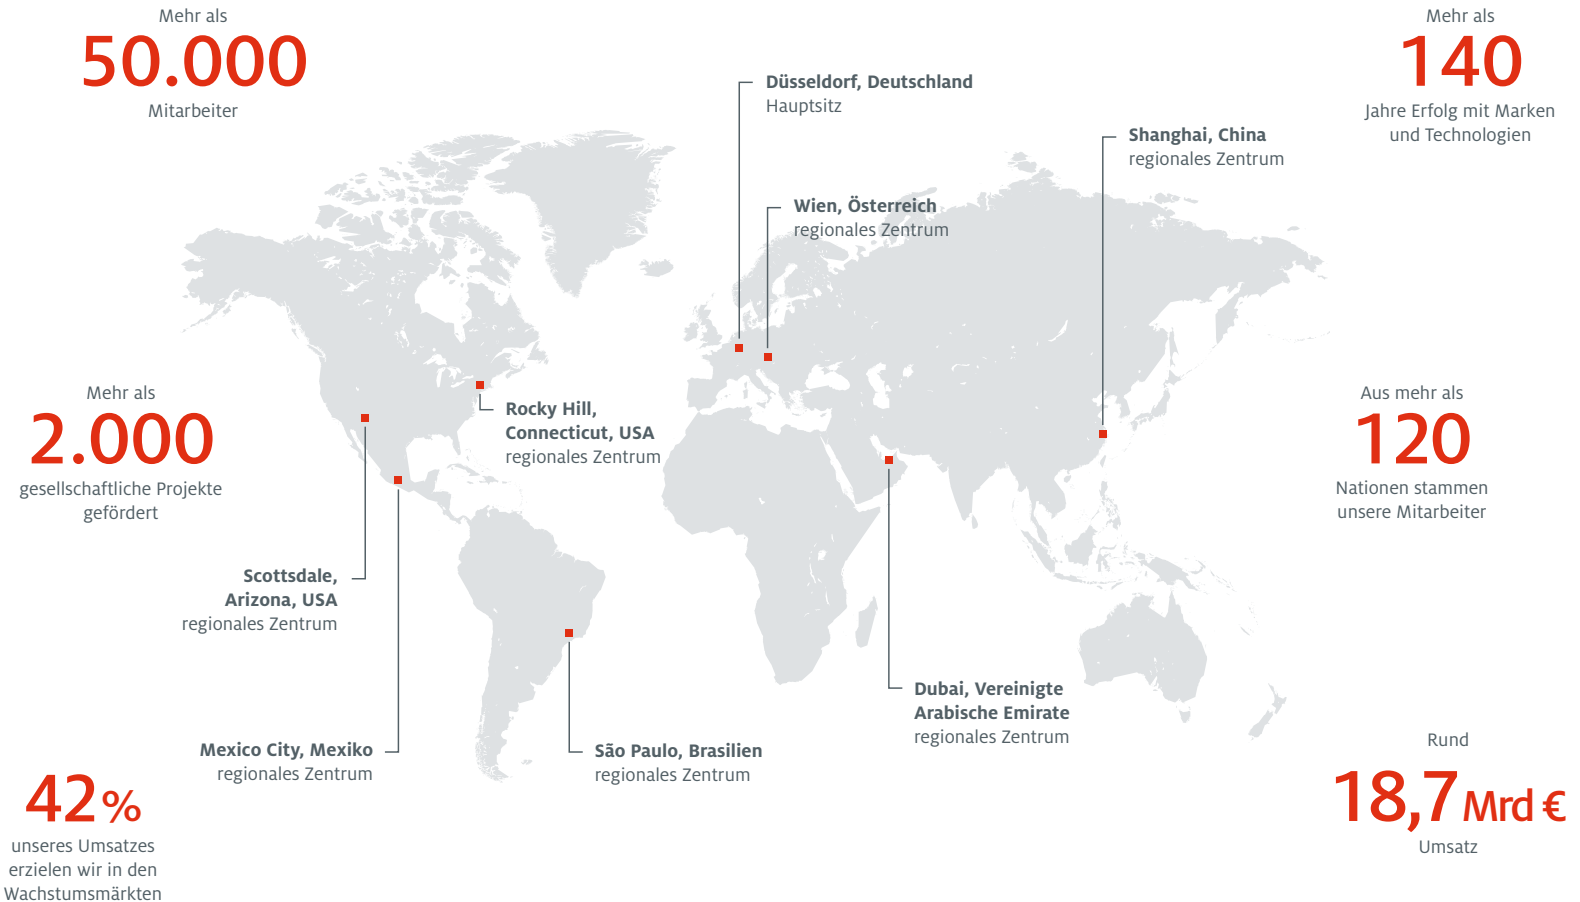 Mehr als
50.000
Mitarbeiter
Mehr als
140
Jahre Erfolg mit Marken
und Technologien
Düsseldorf, Deutschland
Hauptsitz
Shanghai, China
regionales Zentrum
Wien, Österreich
regionales Zentrum
Mehr als
2.000
gesellschaftliche Projekte
gefördert
Rocky Hill,
Connecticut, USA
regionales Zentrum
Aus mehr als
120
Nationen stammen
unsere Mitarbeiter
Scottsdale,
Arizona, USA
regionales Zentrum
Dubai, Vereinigte
Arabische Emirate
regionales Zentrum
Mexico City, Mexiko
regionales Zentrum
São Paulo, Brasilien
regionales Zentrum
42 %
unseres Umsatzes
erzielen wir in den
Wachstumsmärkten
Rund
18,7 Mrd €
Umsatz